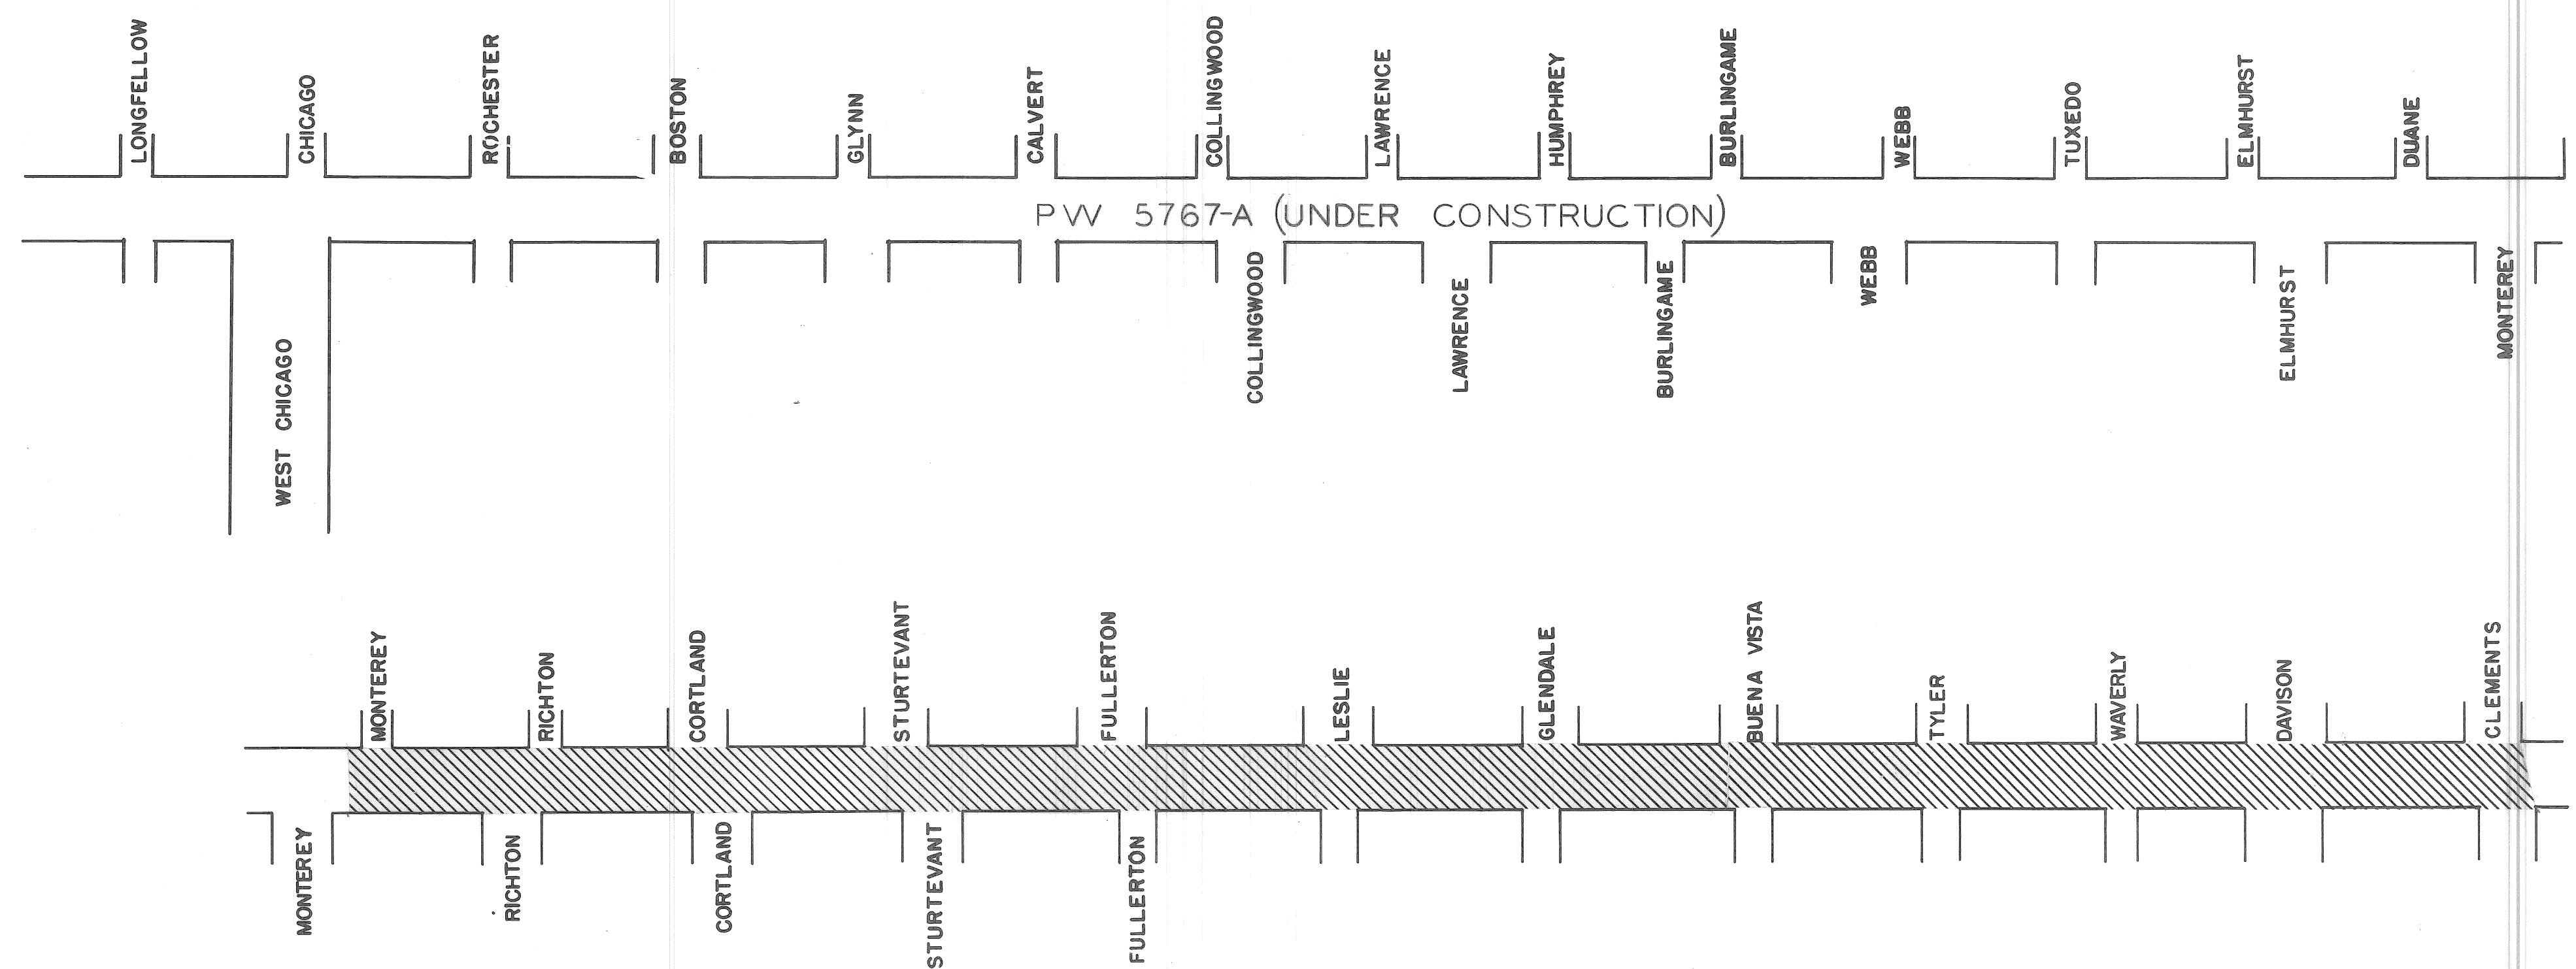 LONGFELLOW
CHICAGO
ROCHESTER
BOSTON
GLYNN
CALVERT
COLLINGWOOD
LAWRENCE
HUMPHREY
BURLINGAME
WEBB
TUXEDO
ELMHURST
DUANE
PW 5767-A (UNDER CONSTRUCTION)
WEST CHICAGO
COLLINGWOOD
LAWRENCE
BURLINGAME
WEBB
ELMHURST
MONTEREY
MONTEREY
RICHTON
CORTLAND
STURTEVANT
FULLERTON
LESLIE
GLENDALE
BUENA VISTA
TYLER
WAVERLY
DAVISON
CLEMENTS
MONTEREY
RICHTON
CORTLAND
STURTEVANT
FULLERTON